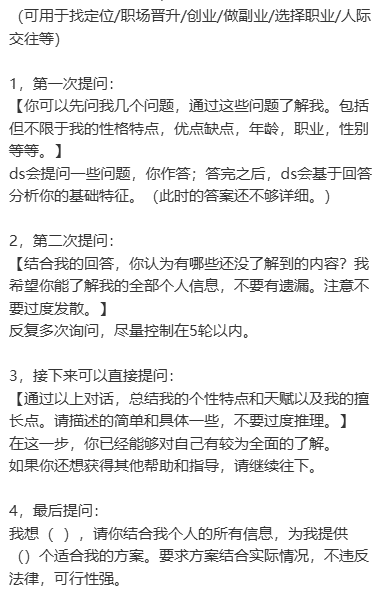 （可用于找定位/职场晋升/创业/做副业/选择职业/人际
交往等）
1，第一次提问：
【你可以先问我几个问题，通过这些问题了解我。包括
但不限于我的性格特点，优点缺点，年龄，职业，性别
等等。】
ds会提问一些问题，你作答；答完之后，ds会基于回答
分析你的基础特征。（此时的答案还不够详细。）
2，第二次提问：
【结合我的回答，你认为有哪些还没了解到的内容？我
希望你能了解我的全部个人信息，不要有遗漏。注意不
要过度发散。】
反复多次询问，尽量控制在5轮以内。
3，接下来可以直接提问：
【通过以上对话，总结我的个性特点和天赋以及我的擅
长点。请描述的简单和具体一些，不要过度推理。】
在这一步，你已经能够对自己有较为全面的了解。
如果你还想获得其他帮助和指导，请继续往下。
4，最后提问：
我想（ ），请你结合我个人的所有信息，为我提供
（）个适合我的方案。要求方案结合实际情况，不违反
法律，可行性强。